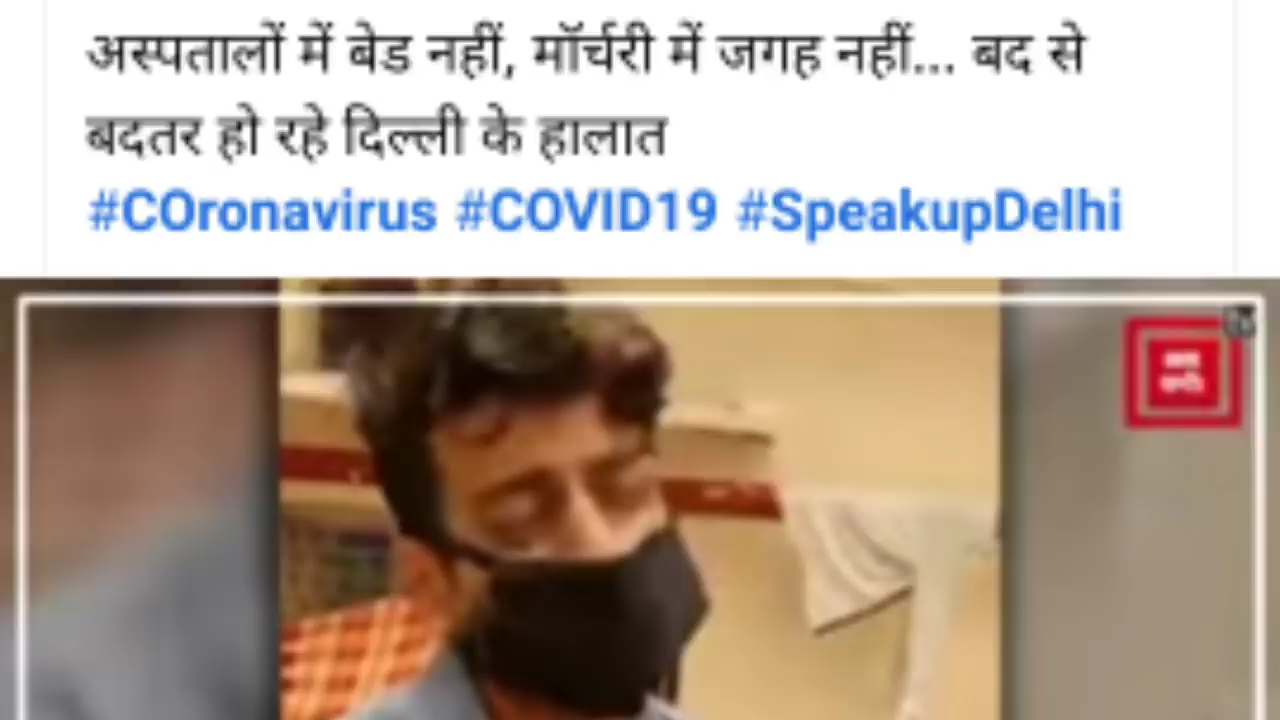 अस्पतालों में बेड नहीं, मॉर्चरी में जगह नहीं... बद से
बदतर हो रहे दिल्ली के हालात
#COronavirus #COVID19 #SpeakupDelhi